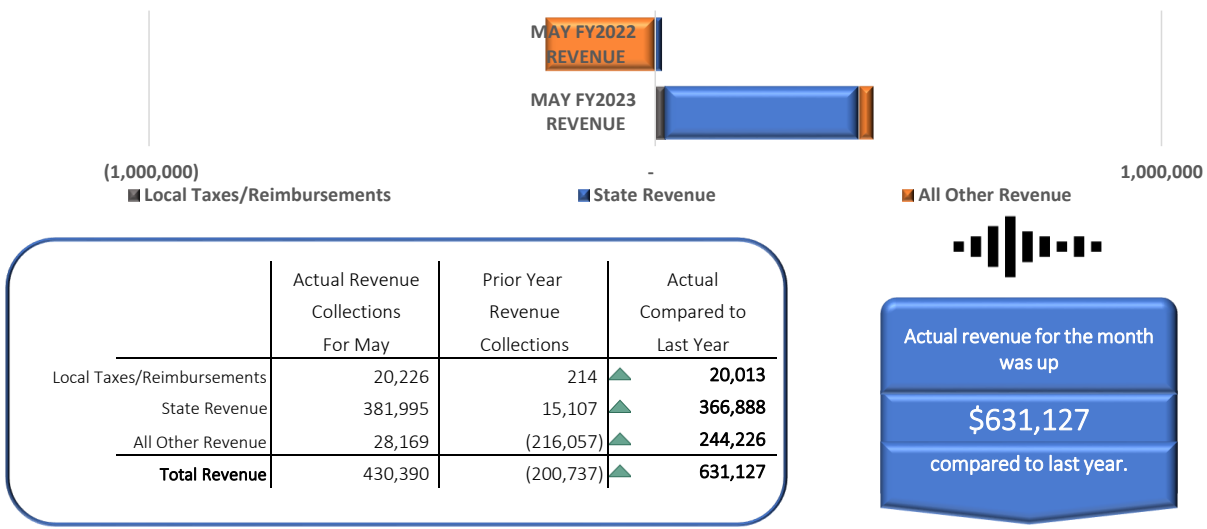 MAY FY2022
REVENUE
MAY FY2023
REVENUE
(1,000,000) - 1,000,000
Local Taxes/Reimbursements State Revenue All Other Revenue
Actual Revenue Prior Year Actual
Collections Revenue Compared to
For May Collections Last Year
Local Taxes/Reimbursements 20,226 214 20,013
State Revenue 381,995 15,107 366,888
All Other Revenue 28,169 (216,057) 244,226
Total Revenue 430,390 (200,737) 631,127
Actual revenue for the month
was up
$631,127
compared to last year.